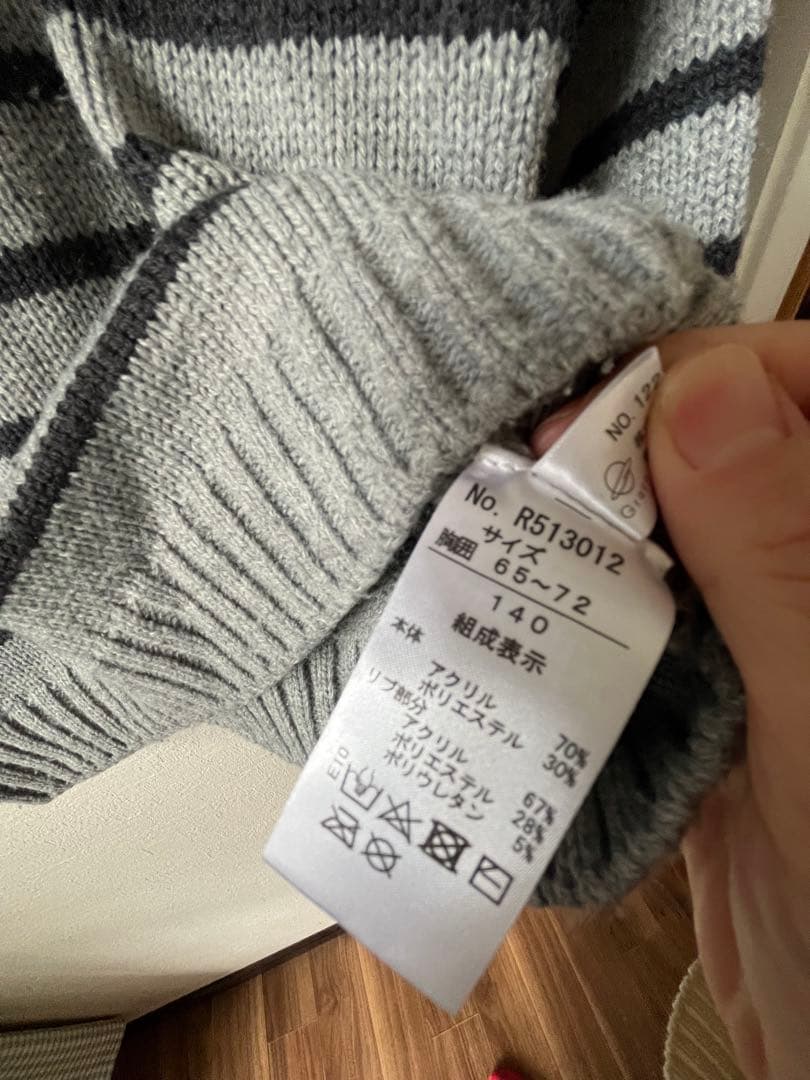 No. R513012
サイズ
胸囲 65~72
140
組成表示
本体
アクリル 70%
ポリエステル 30%
リブ部分
アクリル 67%
ポリエステル 28%
ポリウレタン 5%
NO.